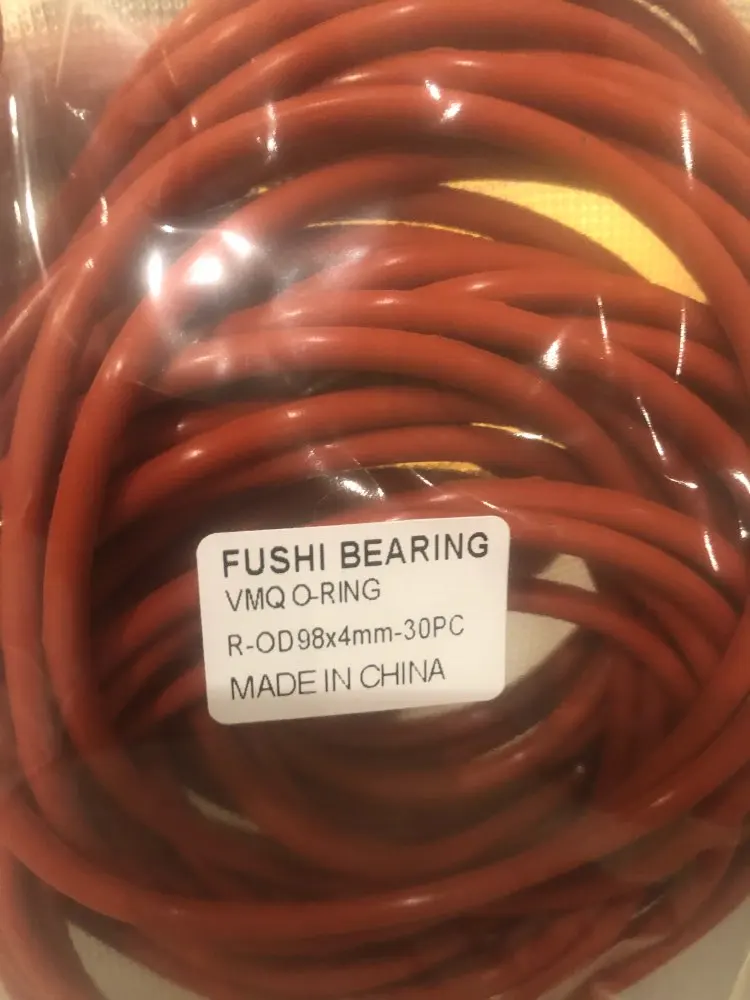 FUSHI BEARING
VMQ O-RING
R-OD98x4mm-30PC
MADE IN CHINA